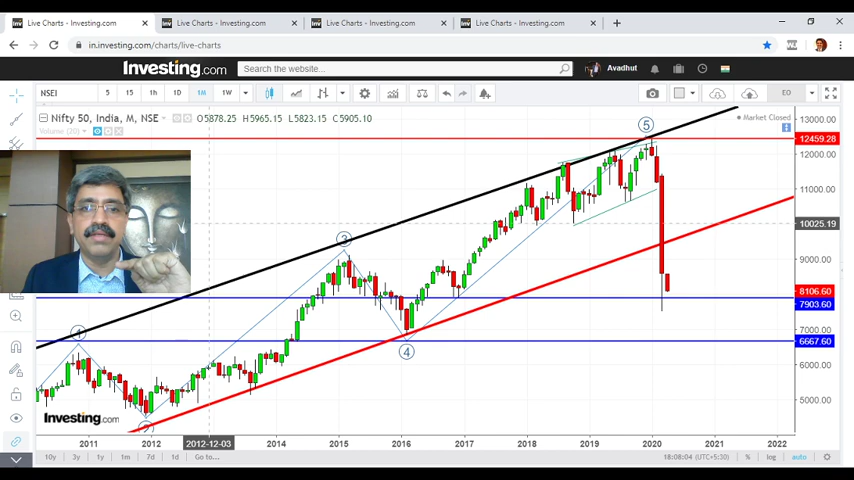 Live Charts - Investing.com
Live Charts - Investing.com
Live Charts - Investing.com
Live Charts - Investing.com
in.investing.com/charts/live-charts
Investing.com
Search the website...
Avadhut
NSEI
5
15
1H
1D
1M
1W
EO
Nifty 50, India, M, NSE
O5878.25 H5965.15 L5823.15 C5905.10
Volume (20)
Market Closed
13000.00
12459.28
12000.00
11000.00
10025.19
9000.00
8106.60
7903.60
7000.00
6667.60
6000.00
5000.00
1
2
3
4
5
Investing.com
2011
2012
2012-12-03
2014
2015
2016
2017
2018
2019
2020
2021
2022
10y 3y 1y 1m 7d 1d Go to...
18:08:04 (UTC+5:30)
% log auto